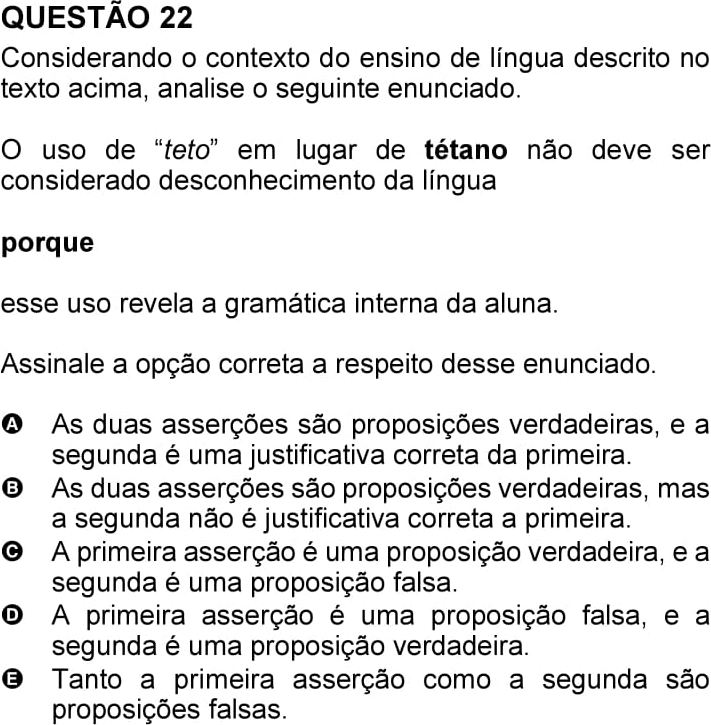 QUESTÃO 22
Considerando o contexto do ensino de língua descrito no
texto acima, analise o seguinte enunciado.
O uso de “teto” em lugar de tétano não deve ser
considerado desconhecimento da língua
porque
esse uso revela a gramática interna da aluna.
Assinale a opção correta a respeito desse enunciado.
A As duas asserções são proposições verdadeiras, e a
segunda é uma justificativa correta da primeira.
B As duas asserções são proposições verdadeiras, mas
a segunda não é justificativa correta a primeira.
C A primeira asserção é uma proposição verdadeira, e a
segunda é uma proposição falsa.
D A primeira asserção é uma proposição falsa, e a
segunda é uma proposição verdadeira.
E Tanto a primeira asserção como a segunda são
proposições falsas.